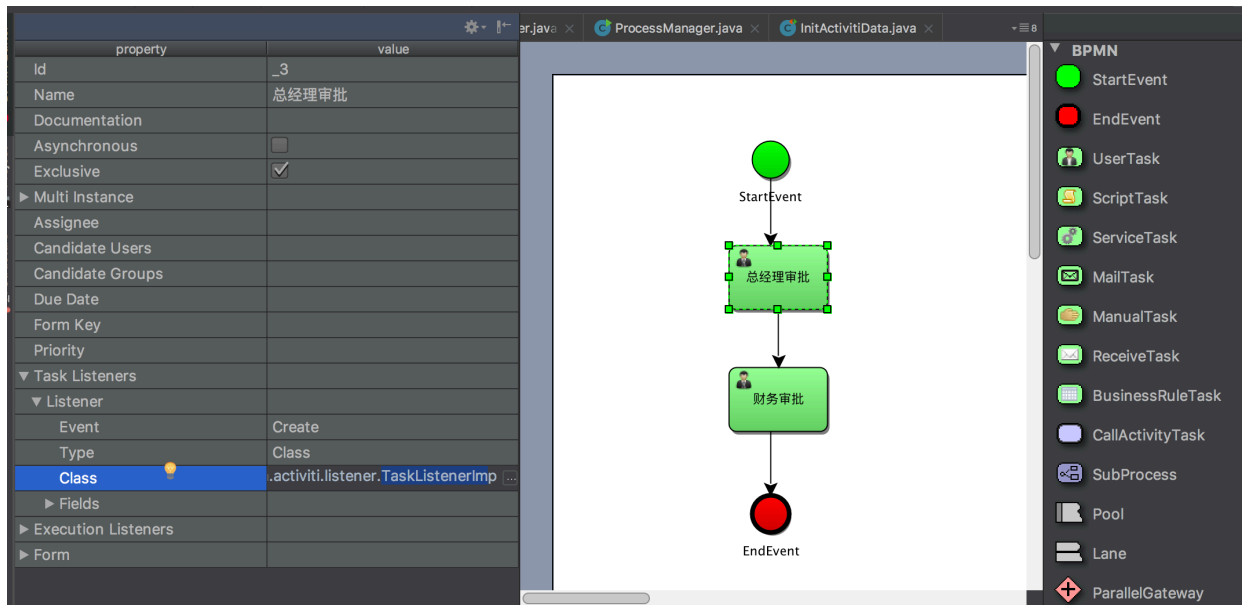 er.java
ProcessManager.java
InitActivitiData.java
8
property value
Id _3
Name 总经理审批
Documentation
Asynchronous
Exclusive
Multi Instance
Assignee
Candidate Users
Candidate Groups
Due Date
Form Key
Priority
Task Listeners
Listener
Event Create
Type Class
Class .activiti.listener.TaskListenerImp ...
Fields
Execution Listeners
Form
StartEvent
总经理审批
财务审批
EndEvent
BPMN
StartEvent
EndEvent
UserTask
ScriptTask
ServiceTask
MailTask
ManualTask
ReceiveTask
BusinessRuleTask
CallActivityTask
SubProcess
Pool
Lane
ParallelGateway